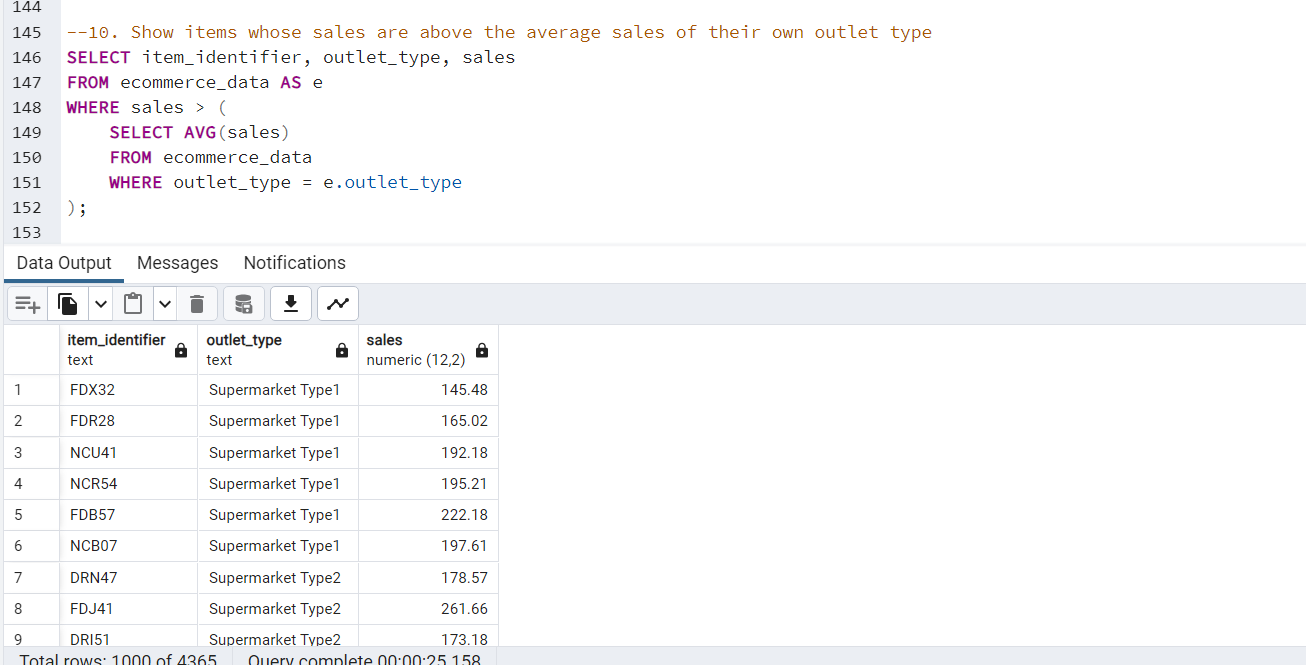 144
145 --10. Show items whose sales are above the average sales of their own outlet type
146 SELECT item_identifier, outlet_type, sales
147 FROM ecommerce_data AS e
148 WHERE sales > (
149 SELECT AVG(sales)
150 FROM ecommerce_data
151 WHERE outlet_type = e.outlet_type
152 );
153
Data Output Messages Notifications
item_identifier outlet_type sales
text text numeric (12,2)
1 FDX32 Supermarket Type1 145.48
2 FDR28 Supermarket Type1 165.02
3 NCU41 Supermarket Type1 192.18
4 NCR54 Supermarket Type1 195.21
5 FDB57 Supermarket Type1 222.18
6 NCB07 Supermarket Type1 197.61
7 DRN47 Supermarket Type2 178.57
8 FDJ41 Supermarket Type2 261.66
9 DRI51 Supermarket Type2 173.18
Total rows: 1000 of 4365 Query complete 00:00:25.158